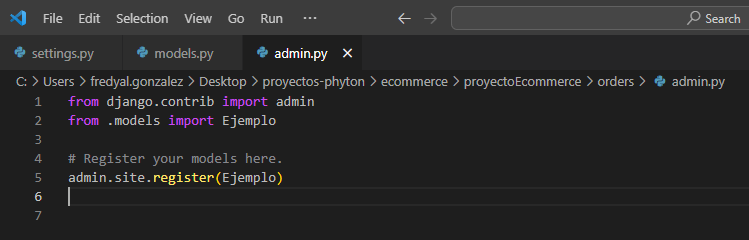 File Edit Selection View Go Run ... Search
settings.py models.py admin.py
C: > Users > fredyal.gonzalez > Desktop > proyectos-phyton > ecommerce > proyectoEcommerce > orders > admin.py
1 from django.contrib import admin
2 from .models import Ejemplo
3
4 # Register your models here.
5 admin.site.register(Ejemplo)
6
7